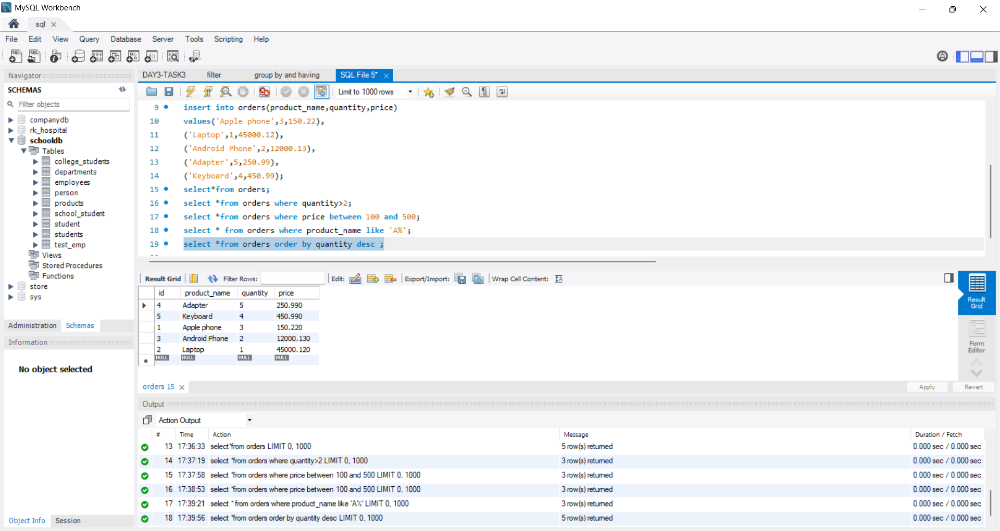 MySQL Workbench
sql
File Edit View Query Database Server Tools Scripting Help
Navigator
SCHEMAS
Filter objects
companydb
rk_hospital
schooldb
Tables
college_students
departments
employees
person
products
school_student
student
students
test_emp
Views
Stored Procedures
Functions
store
sys
Administration Schemas
Information
No object selected
Object Info Session
DAY3-TASK3 filter group by and having SQL File 5*
Limit to 1000 rows
9 insert into orders(product_name,quantity,price)
10 values('Apple phone',3,150.22),
11 ('Laptop',1,45000.12),
12 ('Android Phone',2,12000.13),
13 ('Adapter',5,250.99),
14 ('Keyboard',4,450.99);
15 select*from orders;
16 select *from orders where quantity>2;
17 select *from orders where price between 100 and 500;
18 select * from orders where product_name like 'A%';
19 select *from orders order by quantity desc ;
Result Grid Filter Rows: Edit: Export/Import: Wrap Cell Content:
id product_name quantity price
4 Adapter 5 250.990
5 Keyboard 4 450.990
1 Apple phone 3 150.220
3 Android Phone 2 12000.130
2 Laptop 1 45000.120
NULL NULL NULL NULL
Result
Grid
Form
Editor
orders 15
Apply Revert
Output
Action Output
# Time Action Message Duration / Fetch
13 17:36:33 select*from orders LIMIT 0, 1000 5 row(s) returned 0.000 sec / 0.000 sec
14 17:37:19 select *from orders where quantity>2 LIMIT 0, 1000 3 row(s) returned 0.000 sec / 0.000 sec
15 17:37:58 select *from orders where price between 100 and 500 LIMIT 0, 1000 3 row(s) returned 0.000 sec / 0.000 sec
16 17:38:53 select *from orders where price between 100 and 500 LIMIT 0, 1000 3 row(s) returned 0.000 sec / 0.000 sec
17 17:39:21 select * from orders where product_name like 'A%' LIMIT 0, 1000 3 row(s) returned 0.000 sec / 0.000 sec
18 17:39:56 select *from orders order by quantity desc LIMIT 0, 1000 5 row(s) returned 0.000 sec / 0.000 sec